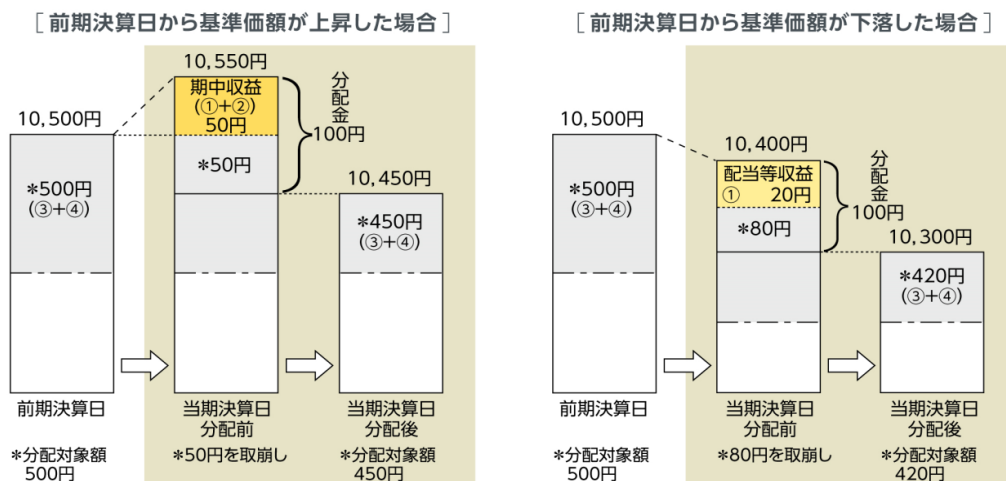 ［前期決算日から基準価額が上昇した場合］
10,500円
＊500円
（③＋④）
前期決算日
＊分配対象額
500円
10,550円
期中収益
（①＋②）
50円
＊50円
分配金
100円
当期決算日
分配前
＊50円を取崩し
10,450円
＊450円
（③＋④）
当期決算日
分配後
＊分配対象額
450円
［前期決算日から基準価額が下落した場合］
10,500円
＊500円
（③＋④）
前期決算日
＊分配対象額
500円
10,400円
配当等収益
① 20円
＊80円
分配金
100円
当期決算日
分配前
＊80円を取崩し
10,300円
＊420円
（③＋④）
当期決算日
分配後
＊分配対象額
420円